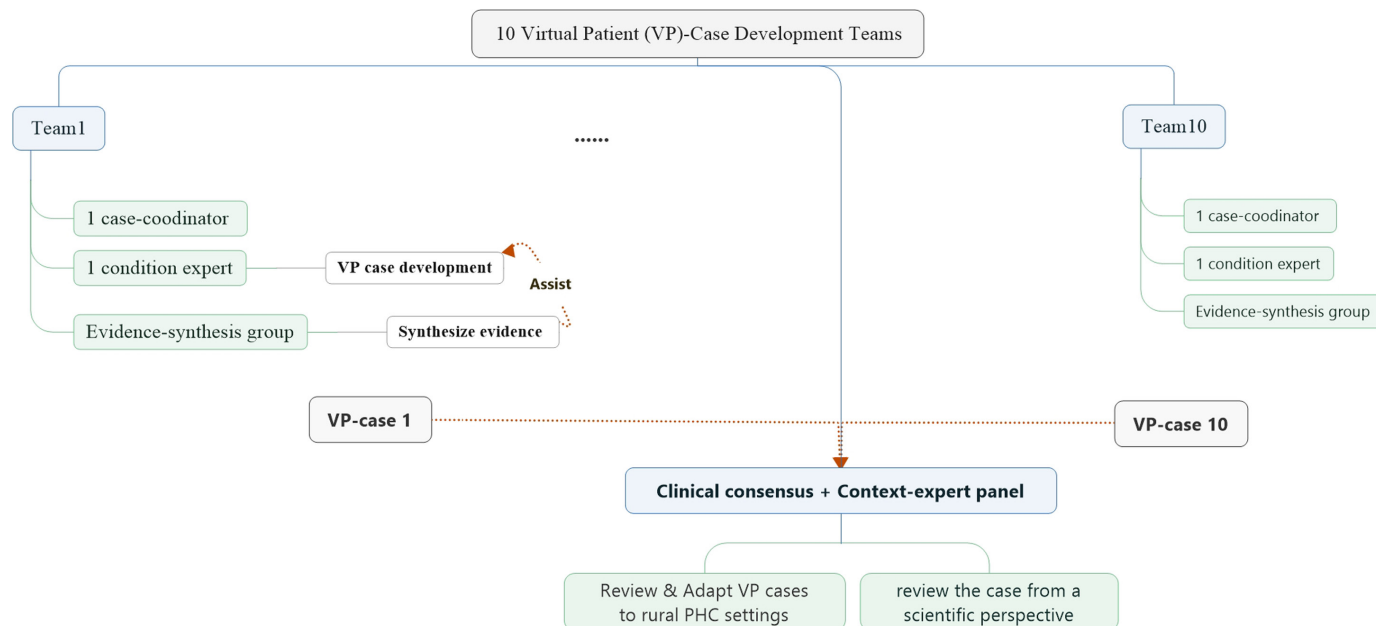 10 Virtual Patient (VP)-Case Development Teams
Team1
......
Team10
1 case-coodinator
1 condition expert
VP case development
Assist
Evidence-synthesis group
Synthesize evidence
1 case-coodinator
1 condition expert
Evidence-synthesis group
VP-case 1
VP-case 10
Clinical consensus + Context-expert panel
Review & Adapt VP cases
to rural PHC settings
review the case from a
scientific perspective